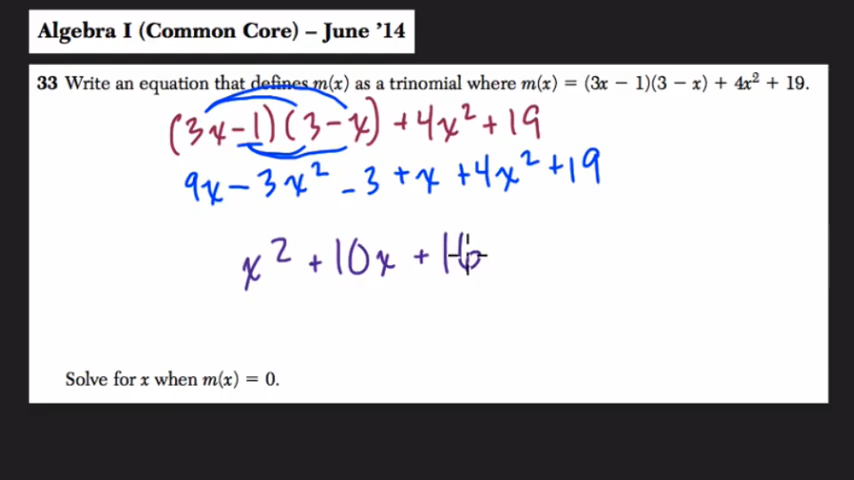 Algebra I (Common Core) – June ’14
33 Write an equation that defines m(x) as a trinomial where m(x) = (3x − 1)(3 − x) + 4x² + 19.
(3x-1)(3-x)+4x²+19
9x-3x²-3+x+4x²+19
x²+10x+16
Solve for x when m(x) = 0.